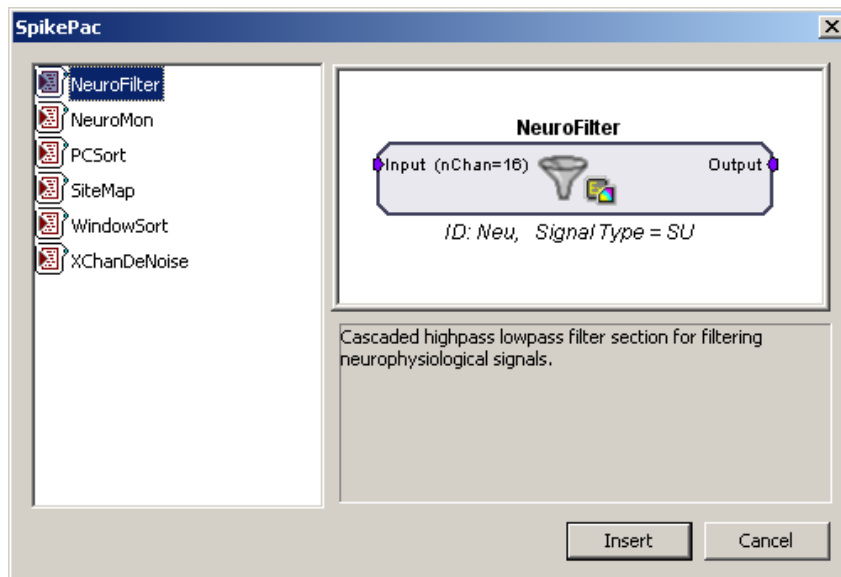 SpikePac
NeuroFilter
NeuroMon
PCSort
SiteMap
WindowSort
XChanDeNoise
NeuroFilter
Input (nChan=16)
Output
ID: Neu, Signal Type = SU
Cascaded highpass lowpass filter section for filtering
neurophysiological signals.
Insert
Cancel